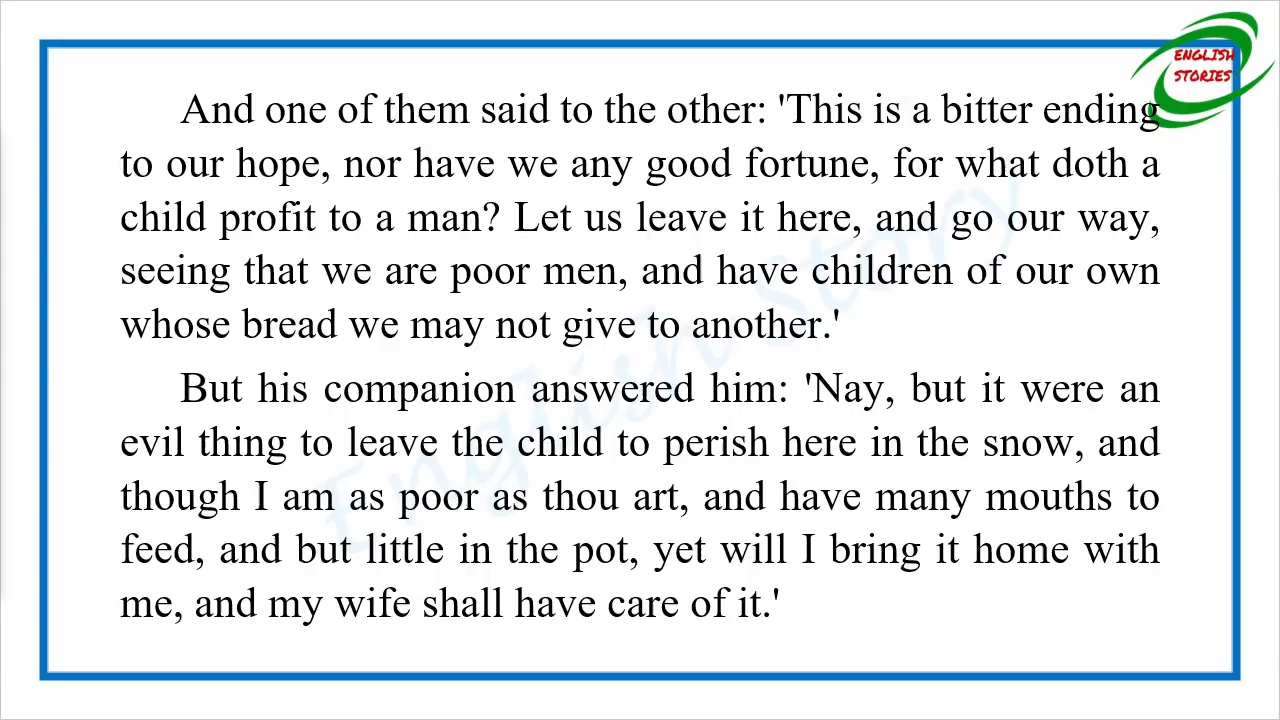 ENGLISH
STORIES
And one of them said to the other: 'This is a bitter ending
to our hope, nor have we any good fortune, for what doth a
child profit to a man? Let us leave it here, and go our way,
seeing that we are poor men, and have children of our own
whose bread we may not give to another.'
But his companion answered him: 'Nay, but it were an
evil thing to leave the child to perish here in the snow, and
though I am as poor as thou art, and have many mouths to
feed, and but little in the pot, yet will I bring it home with
me, and my wife shall have care of it.'
English Story